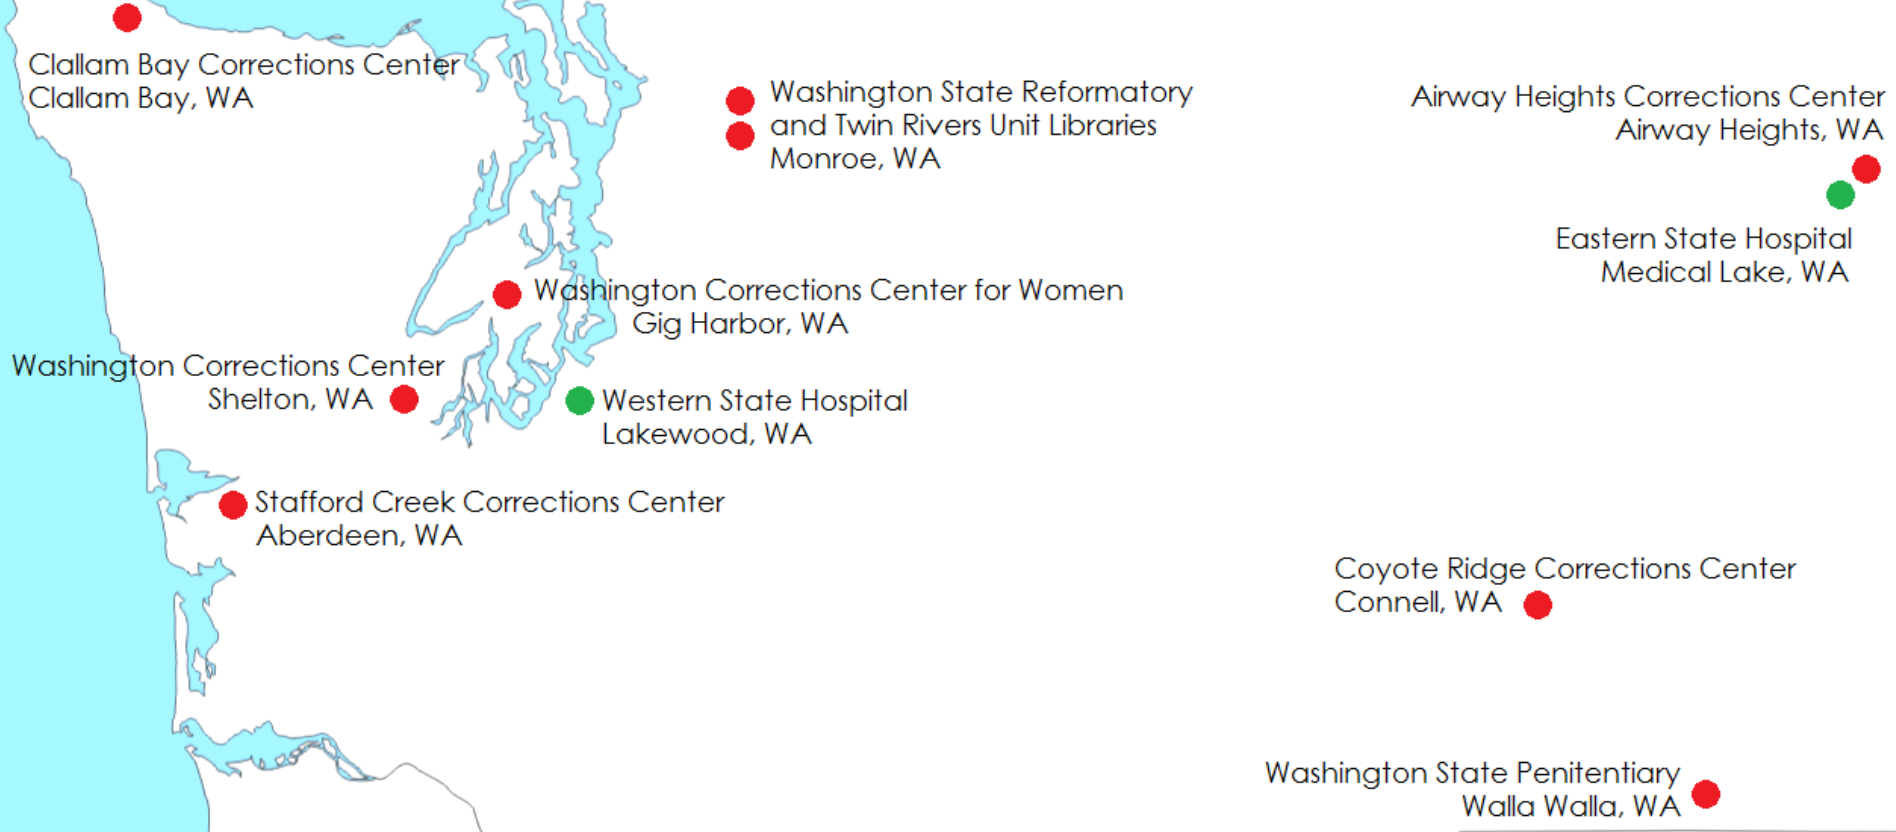 Clallam Bay Corrections Center
Clallam Bay, WA
Washington State Reformatory
and Twin Rivers Unit Libraries
Monroe, WA
Airway Heights Corrections Center
Airway Heights, WA
Eastern State Hospital
Medical Lake, WA
Washington Corrections Center for Women
Gig Harbor, WA
Washington Corrections Center
Shelton, WA
Western State Hospital
Lakewood, WA
Stafford Creek Corrections Center
Aberdeen, WA
Coyote Ridge Corrections Center
Connell, WA
Washington State Penitentiary
Walla Walla, WA